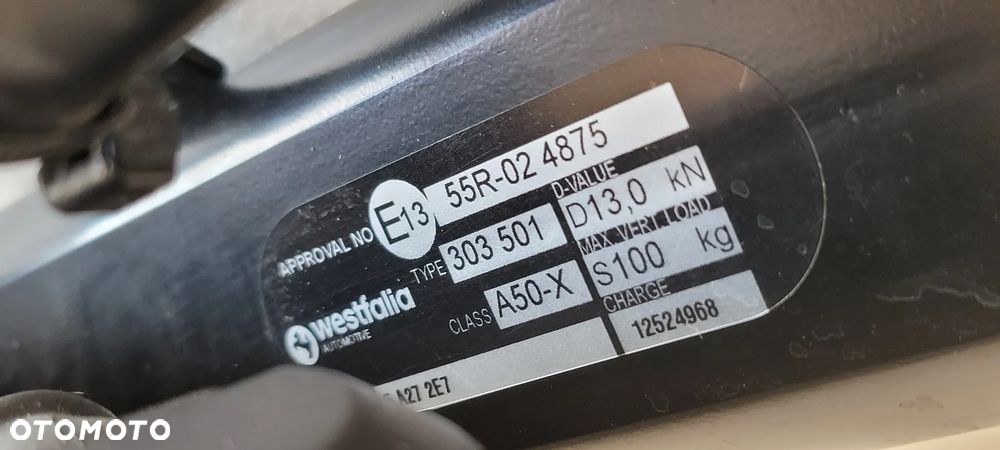 APPROVAL NO E13 55R-02 4875
TYPE 303 501
D-VALUE
D13,0 kN
westfalia
AUTOMOTIVE
CLASS A50-X
MAX. VERT. LOAD
S100 kg
CHARGE
12524968
A27 2E7
OTOMOTO